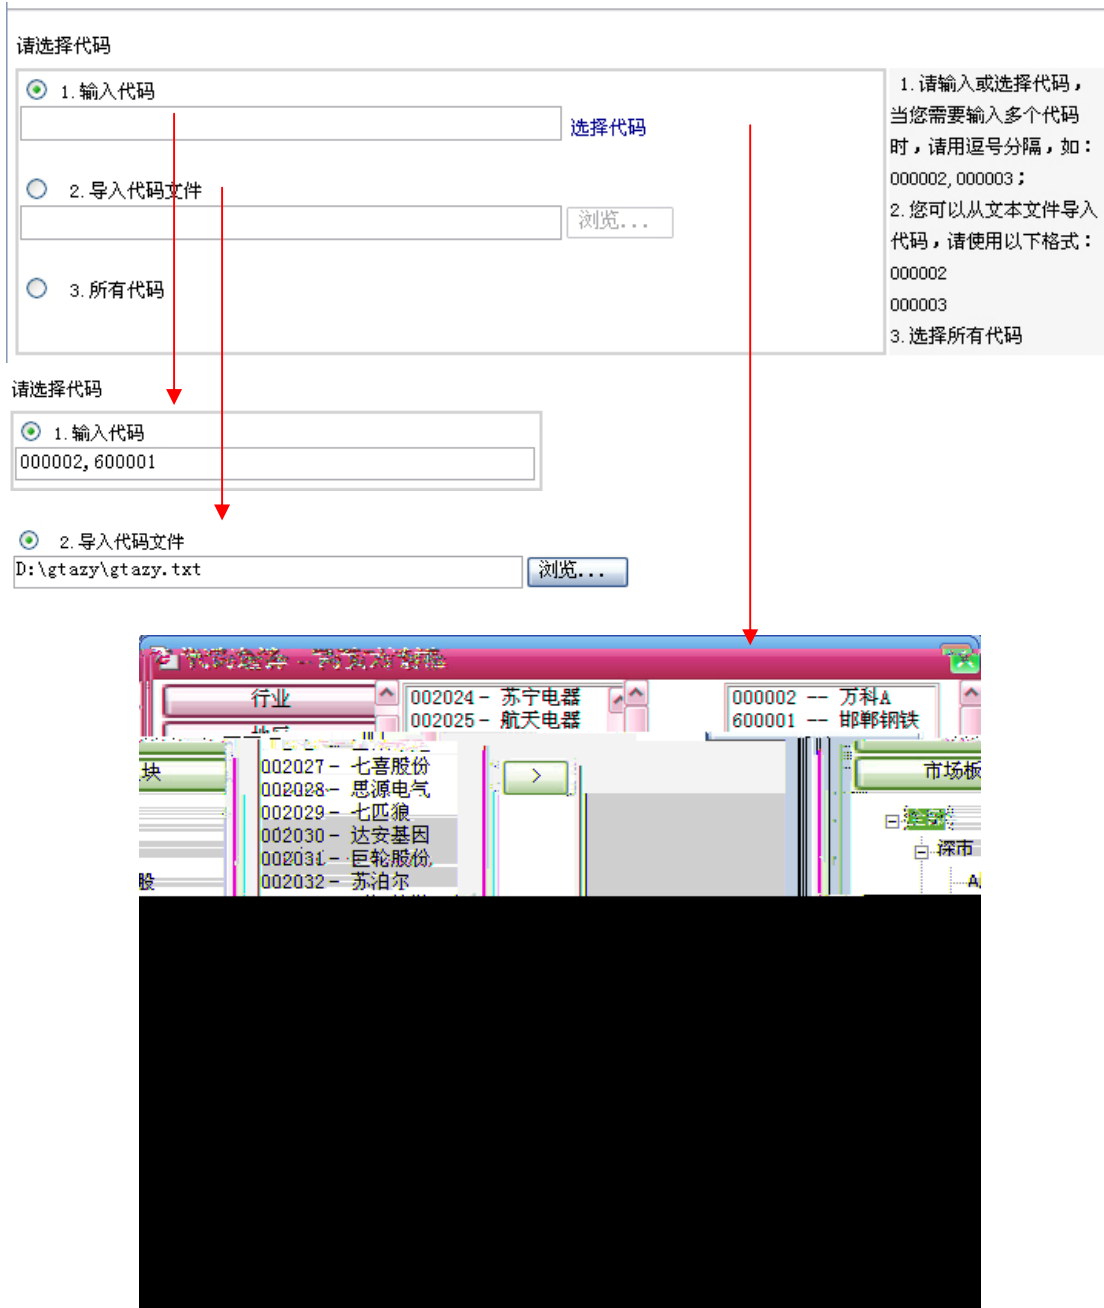 请选择代码
1.输入代码
选择代码
2.导入代码文件
浏览...
3.所有代码
1.请输入或选择代码，
当您需要输入多个代码
时，请用逗号分隔，如：
000002,000003；
2.您可以从文本文件导入
代码，请使用以下格式：
000002
000003
3.选择所有代码
请选择代码
1.输入代码
000002,600001
2.导入代码文件
D:\gtazy\gtazy.txt
浏览...
行业
002024 - 苏宁电器
002025 - 航天电器
000002 -- 万科A
600001 -- 邯郸钢铁
块
002027 - 七喜股份
002028 - 思源电气
002029 - 七匹狼
002030 - 达安基因
002031 - 巨轮股份
002032 - 苏泊尔
>
市场板
深市
股